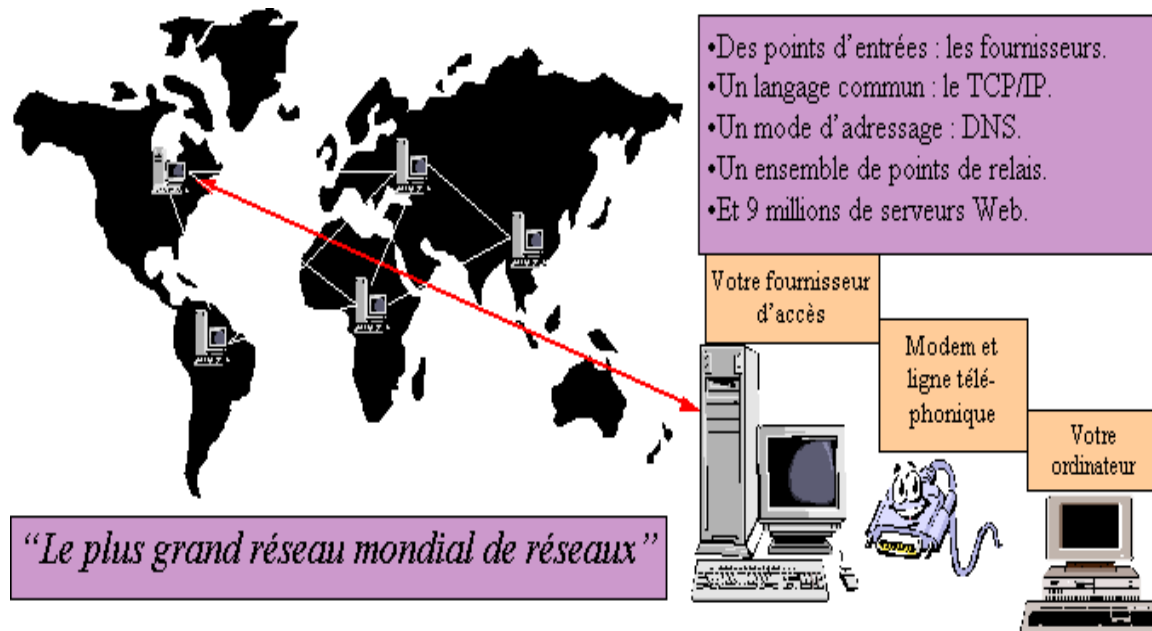 •Des points d’entrées : les fournisseurs.
•Un langage commun : le TCP/IP.
•Un mode d’adressage : DNS.
•Un ensemble de points de relais.
•Et 9 millions de serveurs Web.
Votre fournisseur
d’accès
Modem et
ligne télé-
phonique
Votre
ordinateur
“Le plus grand réseau mondial de réseaux”